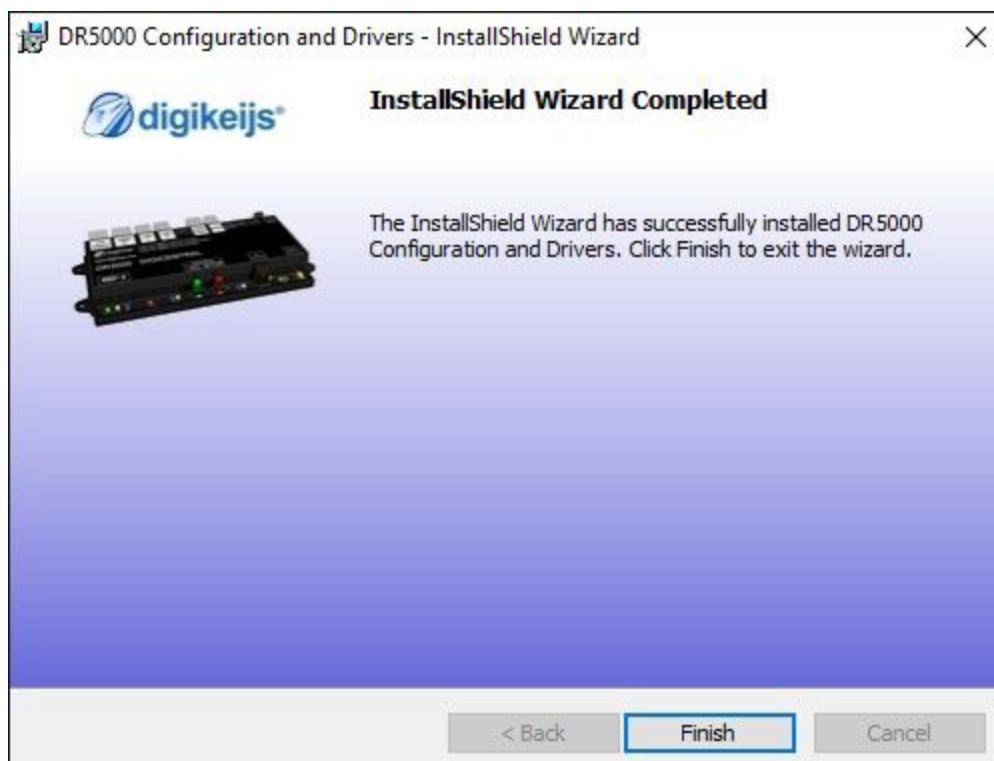 DR5000 Configuration and Drivers - InstallShield Wizard
digikeijs®
InstallShield Wizard Completed
The InstallShield Wizard has successfully installed DR5000
Configuration and Drivers. Click Finish to exit the wizard.
< Back
Finish
Cancel